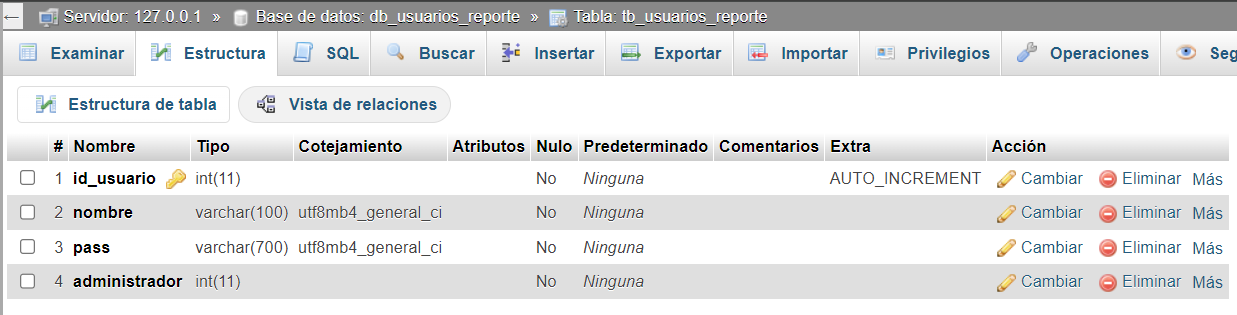 ← Servidor: 127.0.0.1 » Base de datos: db_usuarios_reporte » Tabla: tb_usuarios_reporte
Examinar Estructura SQL Buscar Insertar Exportar Importar Privilegios Operaciones Seg
Estructura de tabla Vista de relaciones
# Nombre Tipo Cotejamiento Atributos Nulo Predeterminado Comentarios Extra Acción
1 id_usuario int(11) No Ninguna AUTO_INCREMENT Cambiar Eliminar Más
2 nombre varchar(100) utf8mb4_general_ci No Ninguna Cambiar Eliminar Más
3 pass varchar(700) utf8mb4_general_ci No Ninguna Cambiar Eliminar Más
4 administrador int(11) No Ninguna Cambiar Eliminar Más